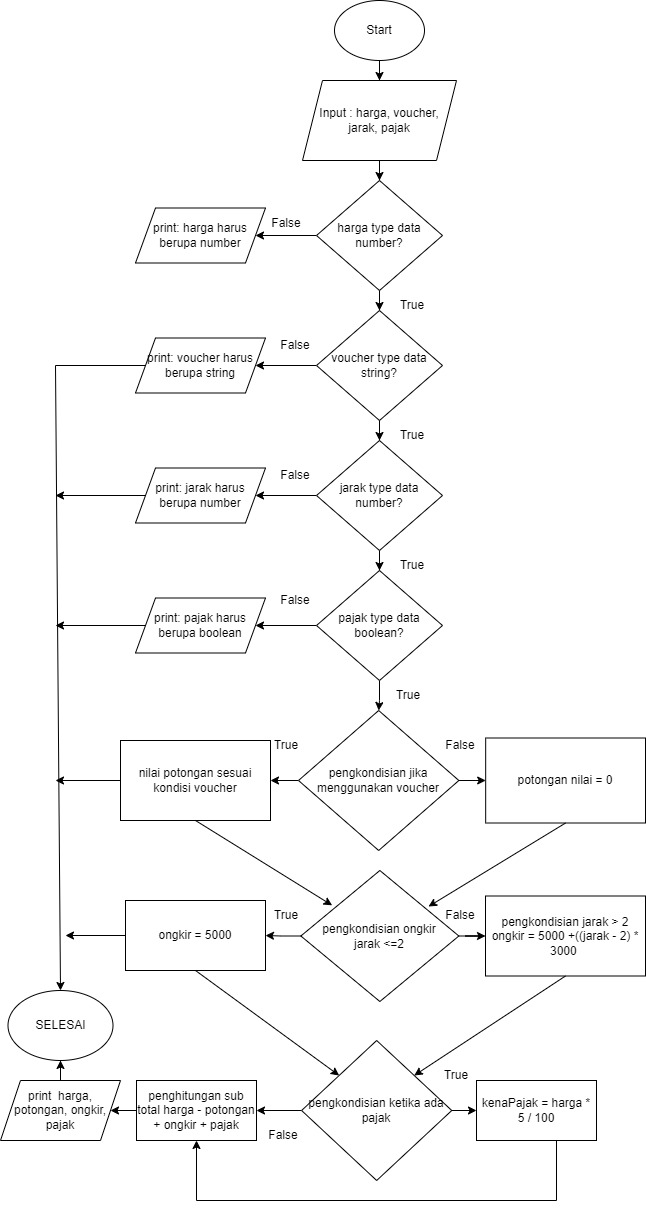 Start
Input : harga, voucher,
jarak, pajak
harga type data
number?
False
print: harga harus
berupa number
True
voucher type data
string?
False
print: voucher harus
berupa string
True
jarak type data
number?
False
print: jarak harus
berupa number
True
pajak type data
boolean?
False
print: pajak harus
berupa boolean
True
pengkondisian jika
menggunakan voucher
True
nilai potongan sesuai
kondisi voucher
False
potongan nilai = 0
pengkondisian ongkir
jarak <=2
True
ongkir = 5000
False
pengkondisian jarak > 2
ongkir = 5000 +((jarak - 2) *
3000
SELESAI
pengkondisian ketika ada
pajak
True
kenaPajak = harga *
5 / 100
False
penghitungan sub
total harga - potongan
+ ongkir + pajak
print  harga,
potongan, ongkir,
pajak